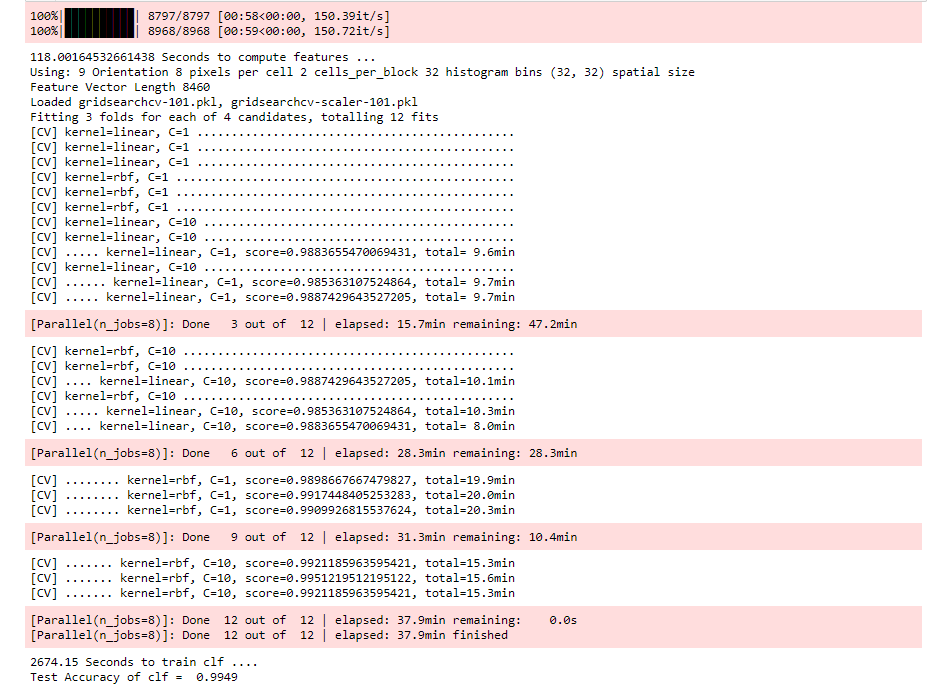 100%|██████████| 8797/8797 [00:58<00:00, 150.39it/s]
100%|██████████| 8968/8968 [00:59<00:00, 150.72it/s]
118.00164532661438 Seconds to compute features ...
Using: 9 Orientation 8 pixels per cell 2 cells_per_block 32 histogram bins (32, 32) spatial size
Feature Vector Length 8460
Loaded gridsearchcv-101.pkl, gridsearchcv-scaler-101.pkl
Fitting 3 folds for each of 4 candidates, totalling 12 fits
[CV] kernel=linear, C=1 ...............................................
[CV] kernel=linear, C=1 ...............................................
[CV] kernel=linear, C=1 ...............................................
[CV] kernel=rbf, C=1 ..................................................
[CV] kernel=rbf, C=1 ..................................................
[CV] kernel=rbf, C=1 ..................................................
[CV] kernel=linear, C=10 ..............................................
[CV] kernel=linear, C=10 ..............................................
[CV] ..... kernel=linear, C=1, score=0.9883655470069431, total= 9.6min
[CV] kernel=linear, C=10 ..............................................
[CV] ...... kernel=linear, C=1, score=0.985363107524864, total= 9.7min
[CV] ..... kernel=linear, C=1, score=0.9887429643527205, total= 9.7min
[Parallel(n_jobs=8)]: Done   3 out of  12 | elapsed: 15.7min remaining: 47.2min
[CV] kernel=rbf, C=10 .................................................
[CV] kernel=rbf, C=10 .................................................
[CV] .... kernel=linear, C=10, score=0.9887429643527205, total=10.1min
[CV] kernel=rbf, C=10 .................................................
[CV] ..... kernel=linear, C=10, score=0.985363107524864, total=10.3min
[CV] .... kernel=linear, C=10, score=0.9883655470069431, total= 8.0min
[Parallel(n_jobs=8)]: Done   6 out of  12 | elapsed: 28.3min remaining: 28.3min
[CV] ........ kernel=rbf, C=1, score=0.9898667667479827, total=19.9min
[CV] ........ kernel=rbf, C=1, score=0.9917448405253283, total=20.0min
[CV] ........ kernel=rbf, C=1, score=0.9909926815537624, total=20.3min
[Parallel(n_jobs=8)]: Done   9 out of  12 | elapsed: 31.3min remaining: 10.4min
[CV] ....... kernel=rbf, C=10, score=0.9921185963595421, total=15.3min
[CV] ....... kernel=rbf, C=10, score=0.9951219512195122, total=15.6min
[CV] ....... kernel=rbf, C=10, score=0.9921185963595421, total=15.3min
[Parallel(n_jobs=8)]: Done  12 out of  12 | elapsed: 37.9min remaining:    0.0s
[Parallel(n_jobs=8)]: Done  12 out of  12 | elapsed: 37.9min finished
2674.15 Seconds to train clf ....
Test Accuracy of clf =  0.9949